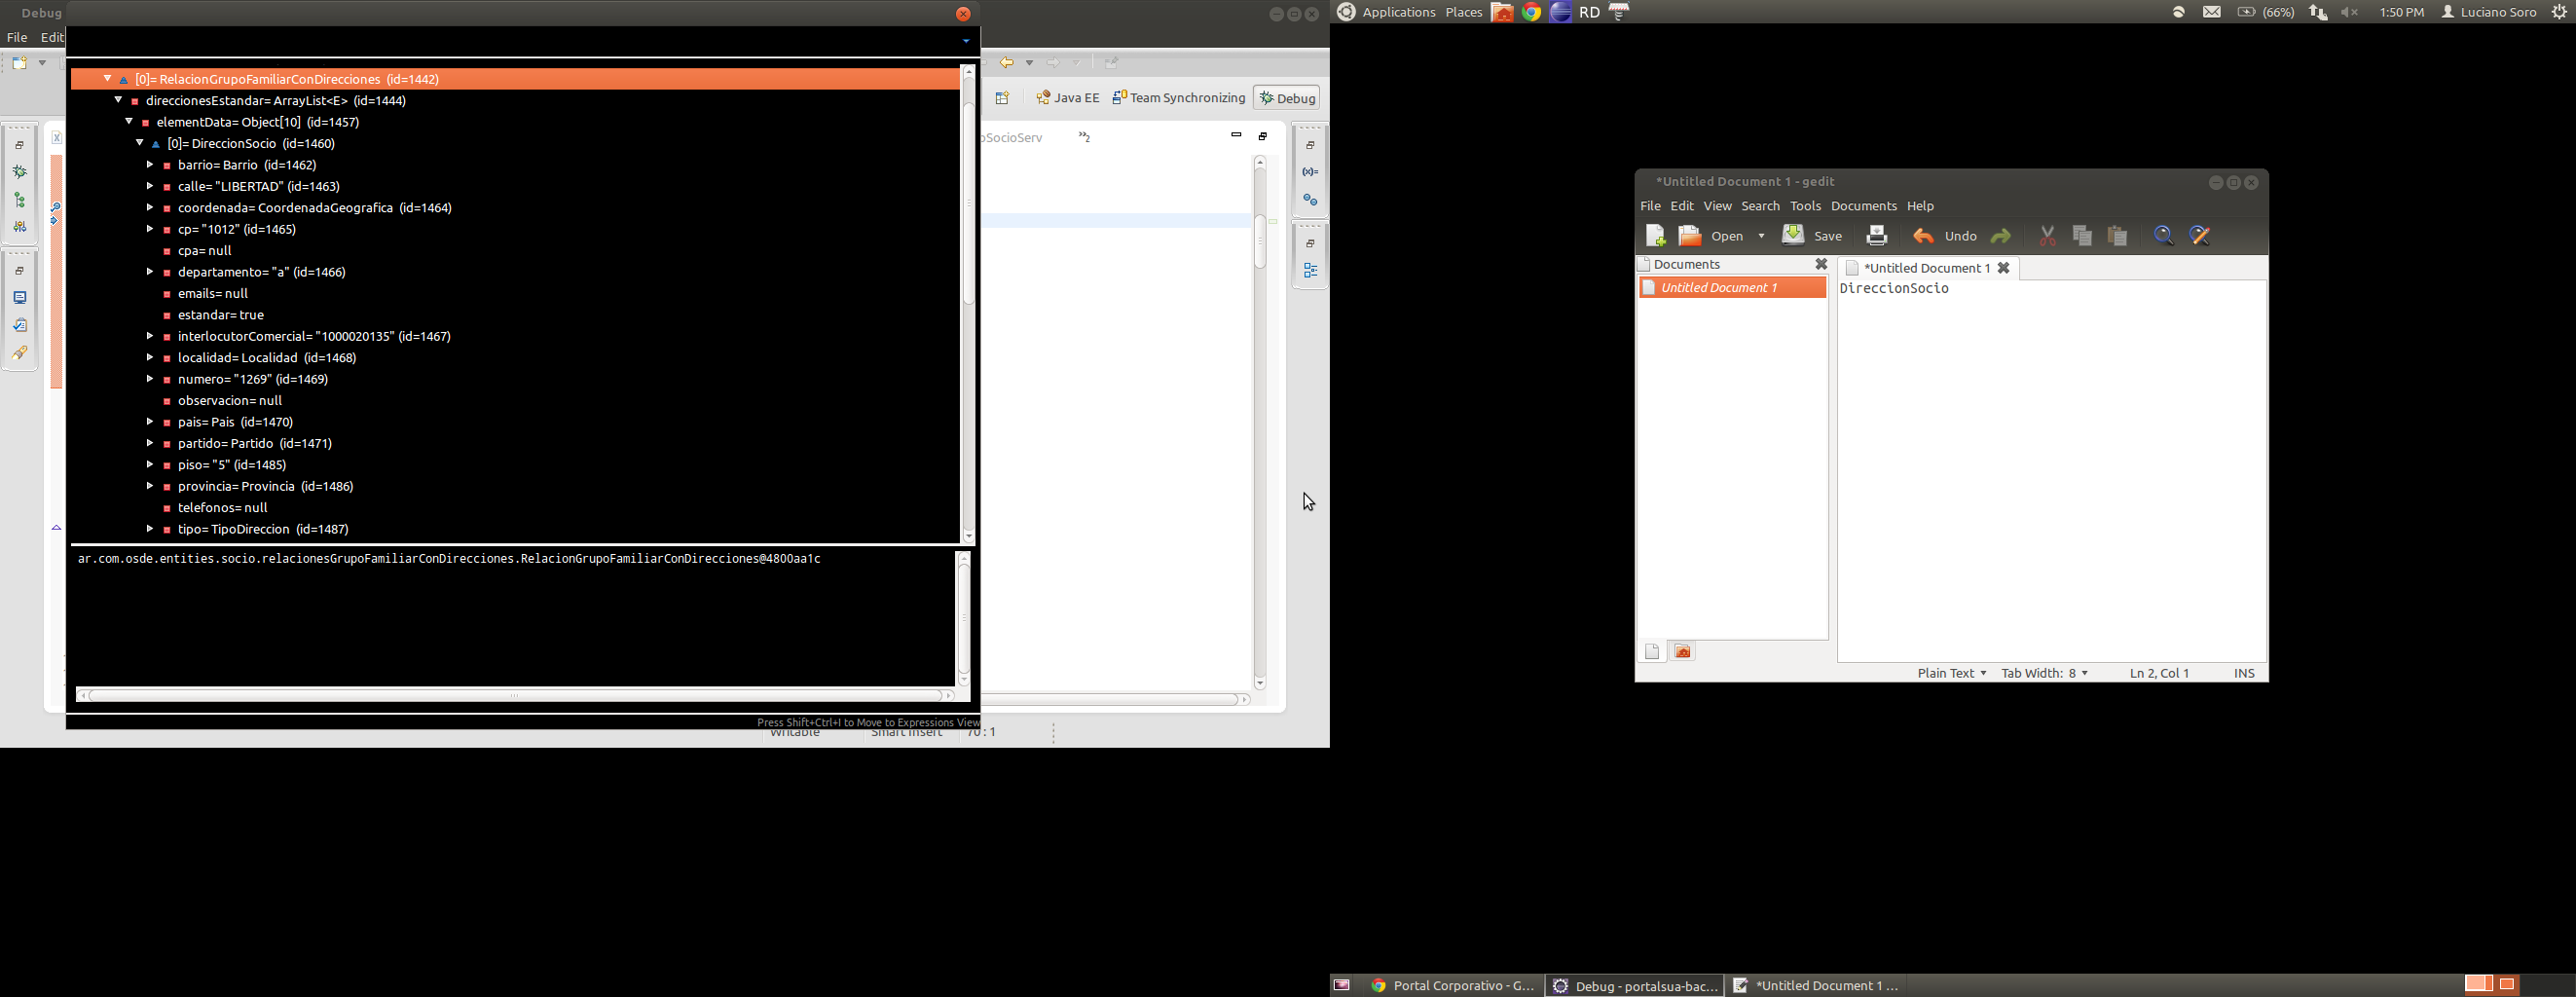 Debug
File Edit
[0]= RelacionGrupoFamiliarConDirecciones (id=1442)
direccionesEstandar= ArrayList<E> (id=1444)
elementData= Object[10] (id=1457)
[0]= DireccionSocio (id=1460)
barrio= Barrio (id=1462)
calle= "LIBERTAD" (id=1463)
coordenada= CoordenadaGeografica (id=1464)
cp= "1012" (id=1465)
cpa= null
departamento= "a" (id=1466)
emails= null
estandar= true
interlocutorComercial= "1000020135" (id=1467)
localidad= Localidad (id=1468)
numero= "1269" (id=1469)
observacion= null
pais= Pais (id=1470)
partido= Partido (id=1471)
piso= "5" (id=1485)
provincia= Provincia (id=1486)
telefonos= null
tipo= TipoDireccion (id=1487)
ar.com.osde.entities.socio.relacionesGrupoFamiliarConDirecciones.RelacionGrupoFamiliarConDirecciones@4800aa1c
Press Shift+Ctrl+I to Move to Expressions View
Writable Smart Insert 70 : 1
Java EE Team Synchronizing Debug
oSocioServ »2
(x)=
Applications Places RD (66%) 1:50 PM Luciano Soro
*Untitled Document 1 - gedit
File Edit View Search Tools Documents Help
Open Save Undo
Documents
*Untitled Document 1
Untitled Document 1
DireccionSocio
Plain Text Tab Width: 8 Ln 2, Col 1 INS
Portal Corporativo - G... Debug - portalsua-bac... *Untitled Document 1 ...